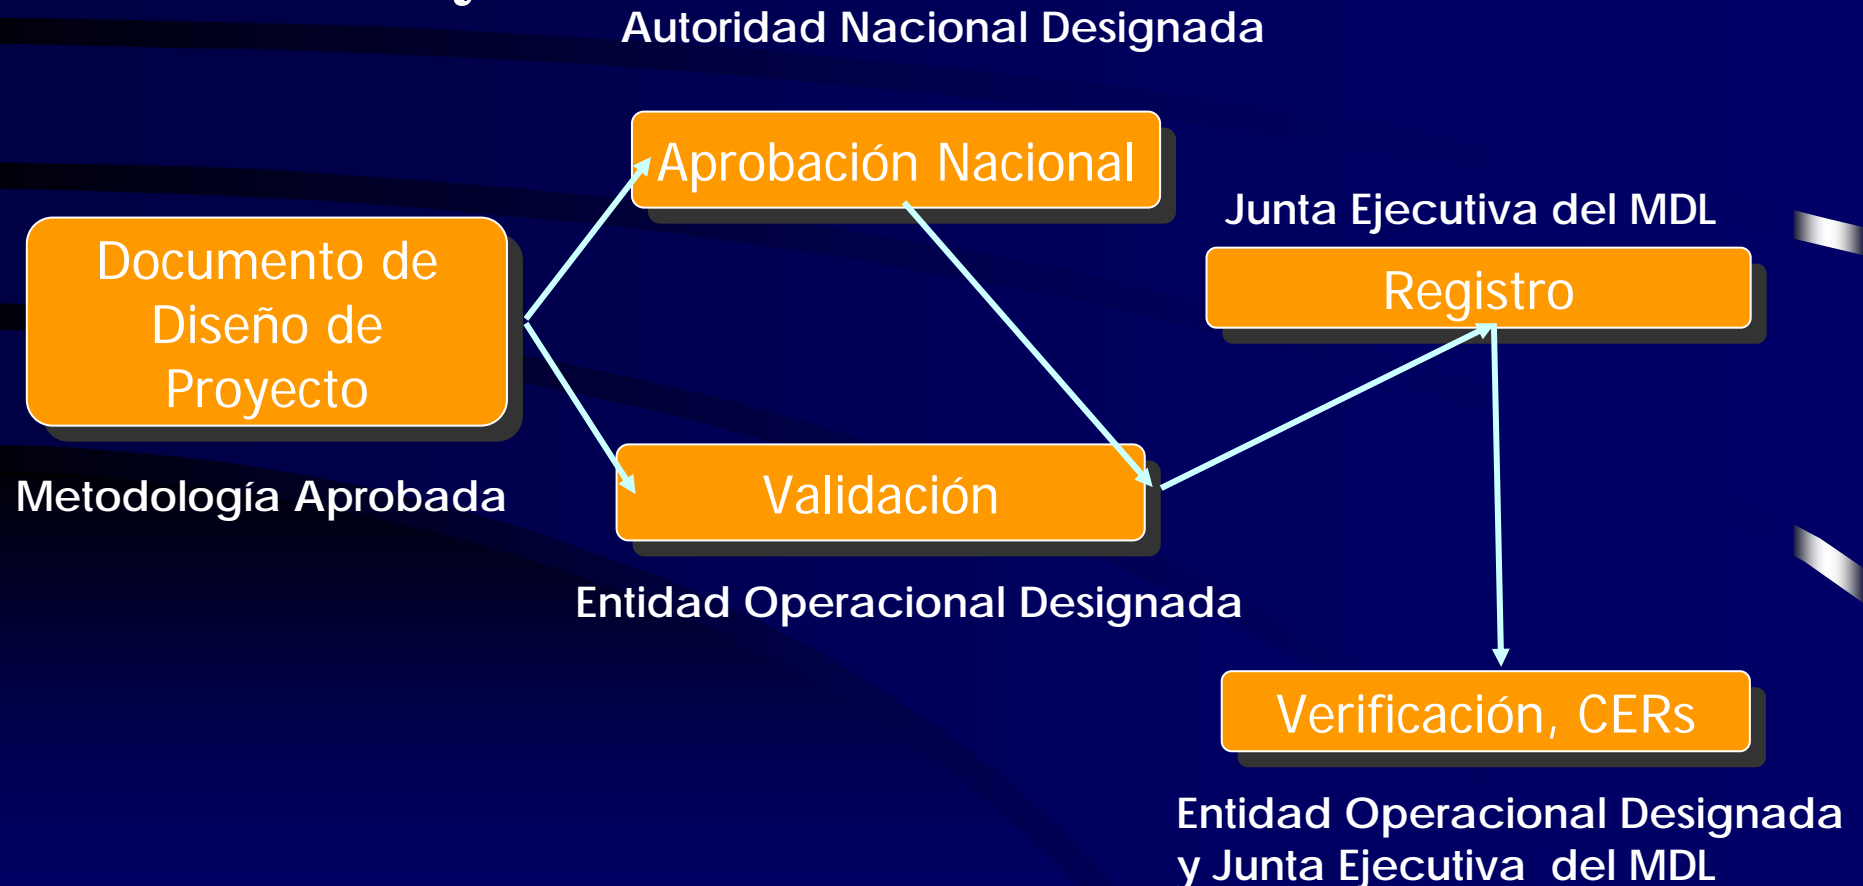 Autoridad Nacional Designada
Aprobación Nacional
Junta Ejecutiva del MDL
Registro
Documento de
Diseño de
Proyecto
Metodología Aprobada
Validación
Entidad Operacional Designada
Verificación, CERs
Entidad Operacional Designada
y Junta Ejecutiva del MDL